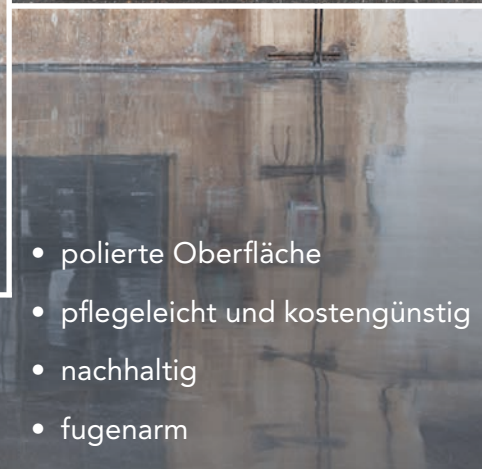 • polierte Oberfläche
• pflegeleicht und kostengünstig
• nachhaltig
• fugenarm